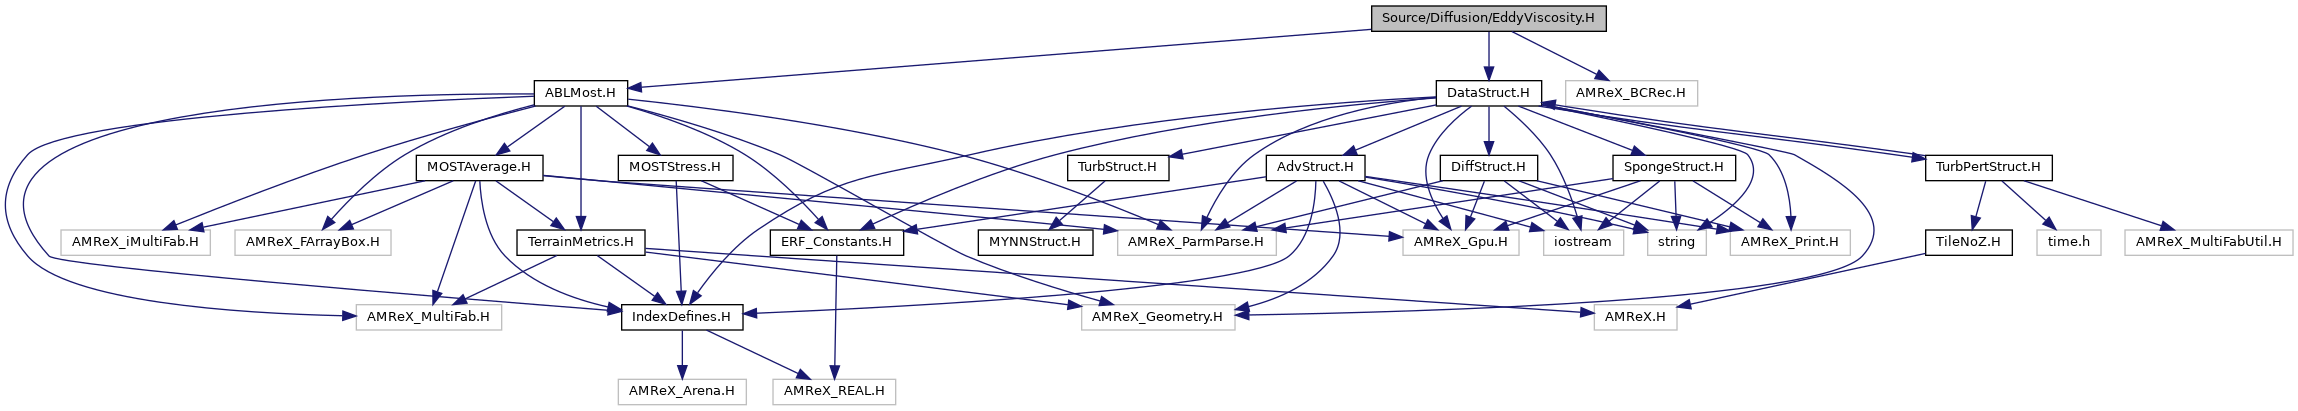 Source/Diffusion/EddyViscosity.H
ABLMost.H
DataStruct.H
AMReX_BCRec.H
MOSTAverage.H
MOSTStress.H
TurbStruct.H
AdvStruct.H
DiffStruct.H
SpongeStruct.H
TurbPertStruct.H
AMReX_iMultiFab.H
AMReX_FArrayBox.H
TerrainMetrics.H
ERF_Constants.H
MYNNStruct.H
AMReX_ParmParse.H
AMReX_Gpu.H
iostream
string
AMReX_Print.H
TileNoZ.H
time.h
AMReX_MultiFabUtil.H
AMReX_MultiFab.H
IndexDefines.H
AMReX_Geometry.H
AMReX.H
AMReX_Arena.H
AMReX_REAL.H